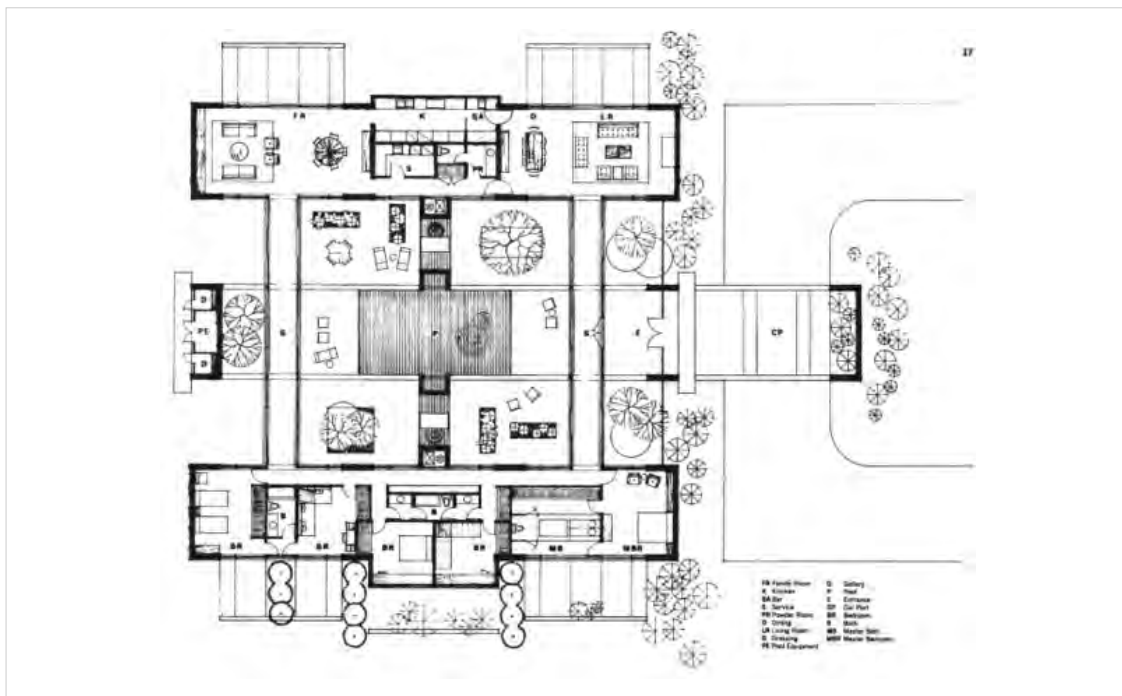 17
FR K BA D LR
S PR
D
PE
D
G P G E CP
B B
BR BR BR BR MB MBR
FR Family Room
K Kitchen
BA Bar
S Service
PR Powder Room
D Dining
LR Living Room
D Dressing
PE Pool Equipment
G Gallery
P Pool
E Entrance
CP Car Port
BR Bedroom
B Bath
MB Master Bath
MBR Master Bedroom